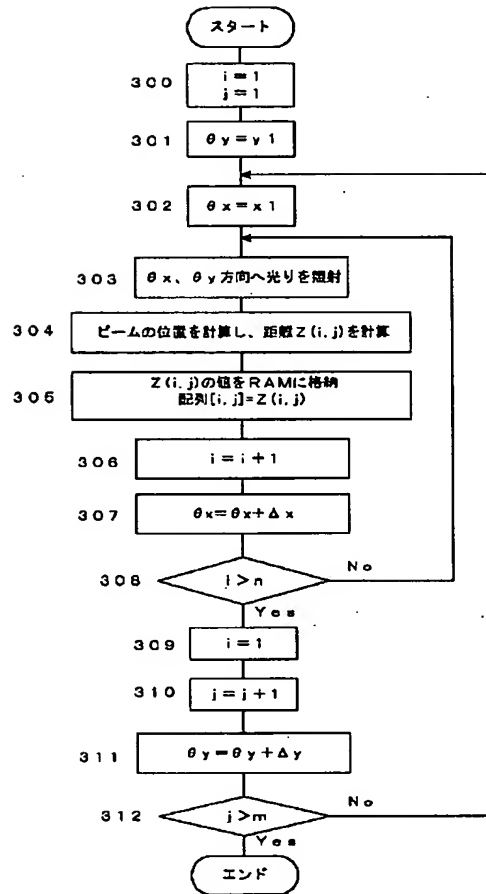 スタート
300
i=1
j=1
301
θy=y1
302
θx=x1
303
θx、θy方向へ光りを照射
304
ビームの位置を計算し、距離Z(i,j)を計算
305
Z(i,j)の値をRAMに格納
配列[i,j]=Z(i,j)
306
i=i+1
307
θx=θx+Δx
308
i>n
No
Yes
309
i=1
310
j=j+1
311
θy=θy+Δy
312
j>m
No
Yes
エンド